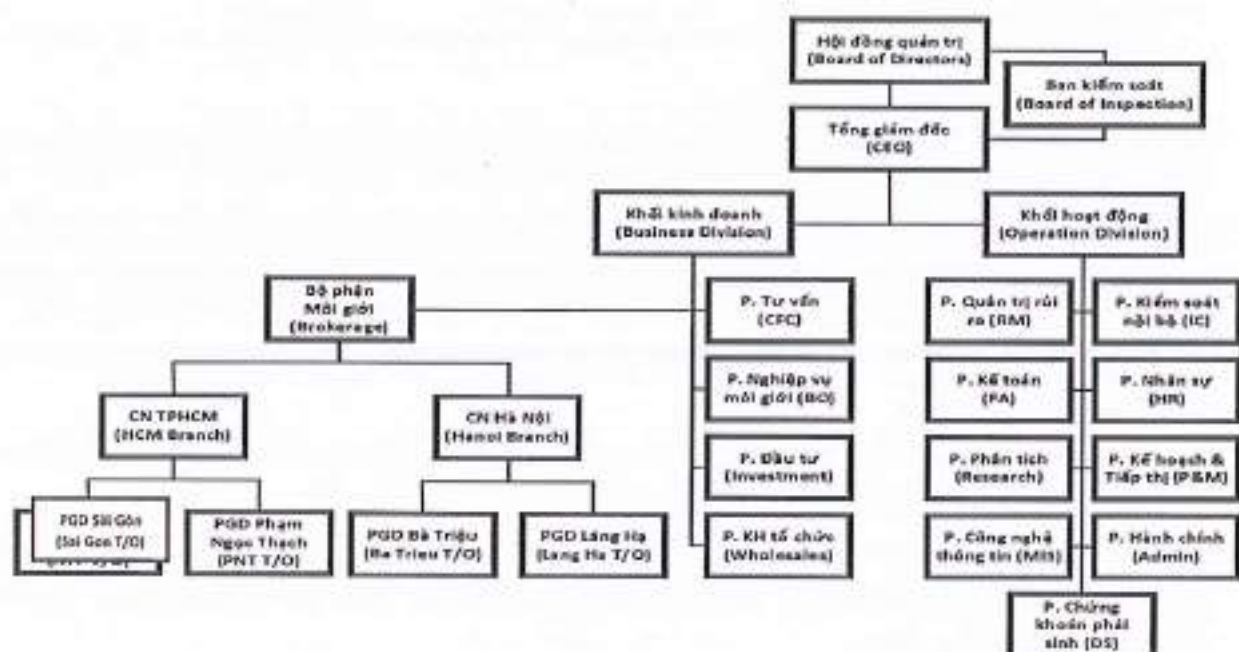 Hội đồng quản trị
(Board of Directors)
Ban kiểm soát
(Board of Inspection)
Tổng giám đốc
(CEO)
Khối kinh doanh
(Business Division)
Khối hoạt động
(Operation Division)
Bộ phận
Môi giới
(Brokerage)
P. Tư vấn
(CFC)
P. Quản trị rủi
ro (RM)
P. Kiểm soát
nội bộ (IC)
CN TPHCM
(HCM Branch)
CN Hà Nội
(Hanoi Branch)
P. Nghiệp vụ
môi giới (BO)
P. Kế toán
(FA)
P. Nhân sự
(HR)
P. Đầu tư
(Investment)
P. Phân tích
(Research)
P. Kế hoạch &
Tiếp thị (P&M)
PGD Sài Gòn
(Sai Gon T/O)
PGD Phạm
Ngọc Thạch
(PNT T/O)
PGD Bà Triệu
(Ba Trieu T/O)
PGD Láng Hạ
(Lang Ha T/O)
P. KH tổ chức
(Wholesales)
P. Công nghệ
thông tin (MIS)
P. Hành chính
(Admin)
P. Chứng
khoán phái
sinh (DS)